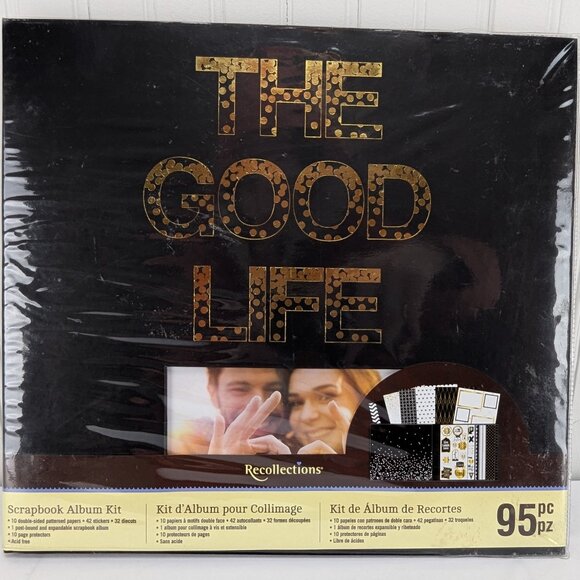 THE
GOOD
LIFE
Recollections®
Scrapbook Album Kit
• 10 double-sided patterned papers • 42 stickers • 32 diecuts
• 1 post-bound and expandable scrapbook album
• 10 page protectors
• Acid free
Kit d'Album pour Collimage
• 10 papiers à motifs double face • 42 autocollants • 32 formes découpées
• 1 album pour collimage à vis et extensible
• 10 protecteurs de pages
• Sans acide
Kit de Álbum de Recortes
• 10 papeles con patrones de doble cara • 42 pegatinas • 32 troqueles
• 1 álbum de recortes expansible y ribeteado
• 10 protectores de páginas
• Libre de ácidos
95 pc
pz